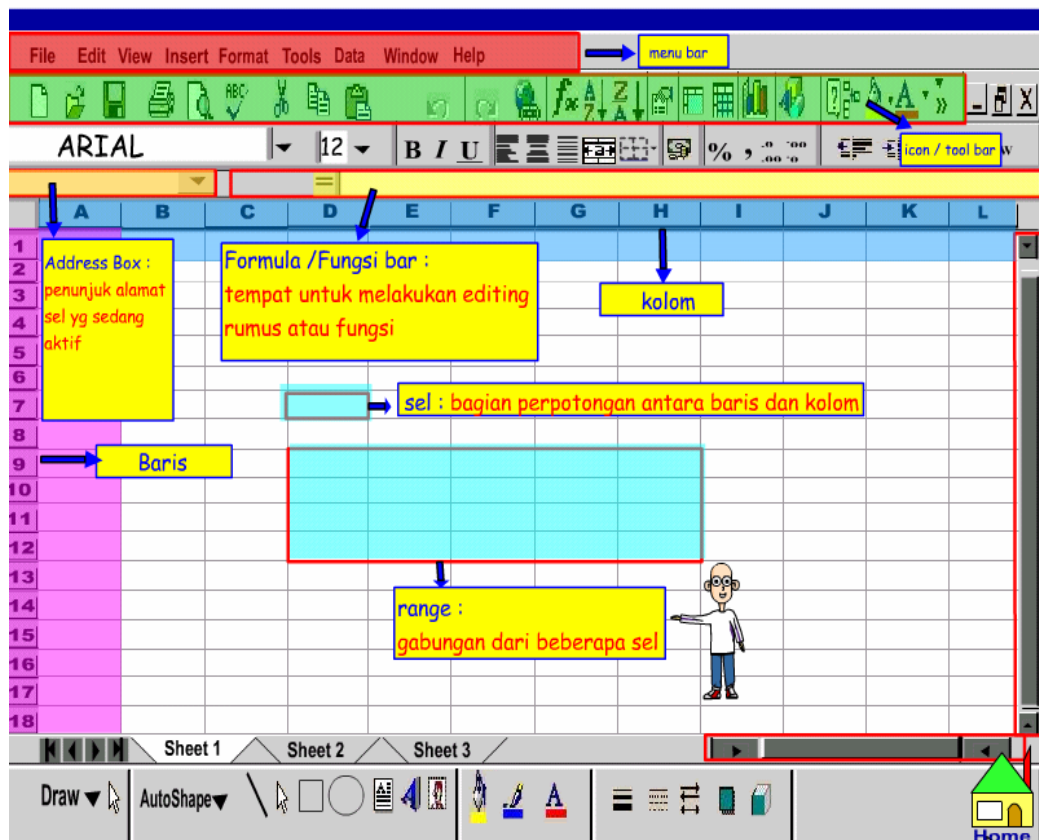 File Edit View Insert Format Tools Data Window Help
menu bar
ABC
ARIAL
12
B I U
% ,
icon / tool bar
=
A B C D E F G H I J K L
1
2
3
4
5
6
7
8
9
10
11
12
13
14
15
16
17
18
Address Box :
penunjuk alamat
sel yg sedang
aktif
Formula /Fungsi bar :
tempat untuk melakukan editing
rumus atau fungsi
kolom
sel : bagian perpotongan antara baris dan kolom
Baris
range :
gabungan dari beberapa sel
Sheet 1 Sheet 2 Sheet 3
Draw AutoShape
Home